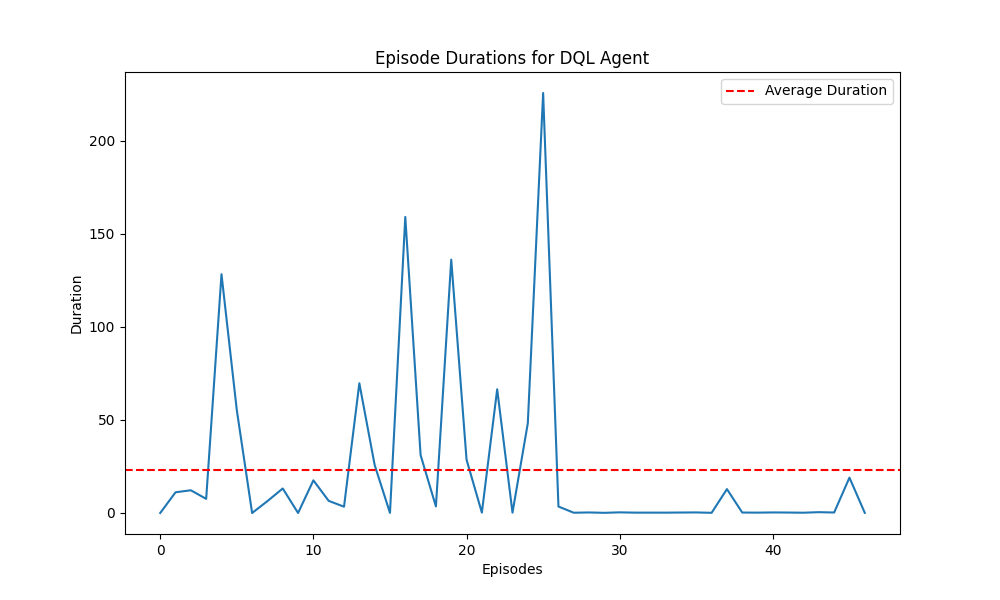 Episode Durations for DQL Agent
Average Duration
200
150
100
50
0
Duration
0 10 20 30 40
Episodes